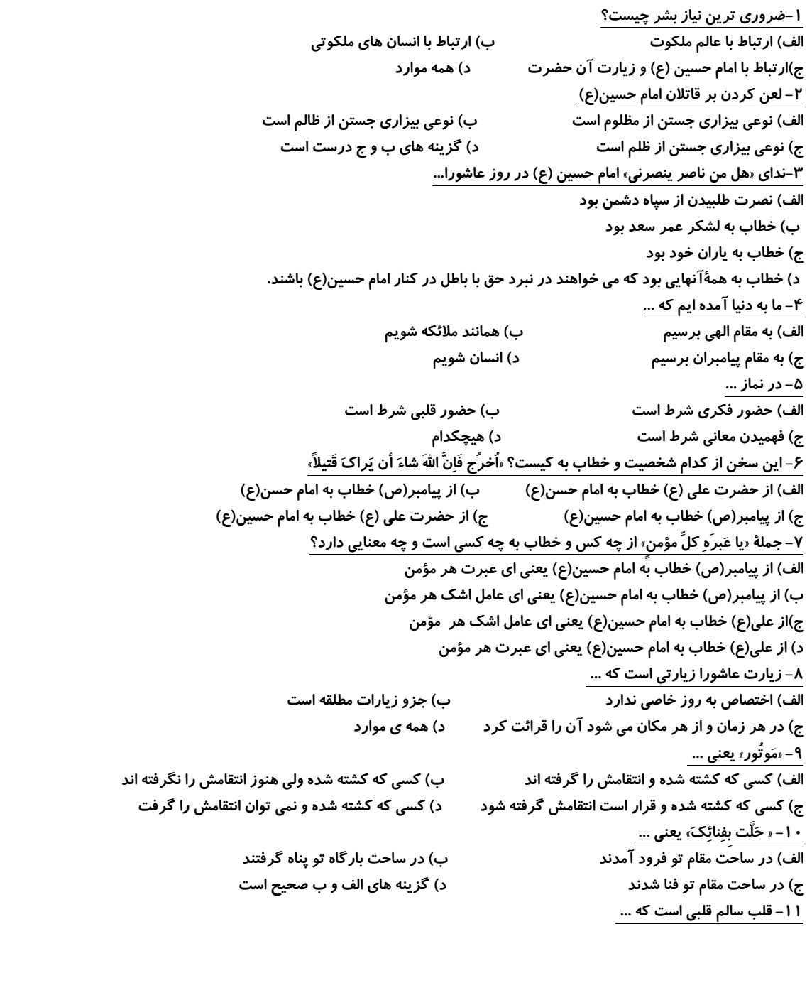 ۱-ضروری ترین نیاز بشر چیست؟
الف) ارتباط با عالم ملکوت ب) ارتباط با انسان های ملکوتی
ج)ارتباط با امام حسین (ع) و زیارت آن حضرت د) همه موارد
۲- لعن کردن بر قاتلان امام حسین(ع)
الف) نوعی بیزاری جستن از مظلوم است ب) نوعی بیزاری جستن از ظالم است
ج) نوعی بیزاری جستن از ظلم است د) گزینه های ب و ج درست است
۳-ندای «هل من ناصر ینصرنی» امام حسین (ع) در روز عاشورا...
الف) نصرت طلبیدن از سپاه دشمن بود
ب) خطاب به لشکر عمر سعد بود
ج) خطاب به یاران خود بود
د) خطاب به همۀآنهایی بود که می خواهند در نبرد حق با باطل در کنار امام حسین(ع) باشند.
۴- ما به دنیا آمده ایم که ...
الف) به مقام الهی برسیم ب) همانند ملائکه شویم
ج) به مقام پیامبران برسیم د) انسان شویم
۵- در نماز ...
الف) حضور فکری شرط است ب) حضور قلبی شرط است
ج) فهمیدن معانی شرط است د) هیچکدام
۶- این سخن از کدام شخصیت و خطاب به کیست؟ «اُخرُج فَاِنَّ اللهَ شاءَ أن یَراکَ قَتیلاً»
الف) از حضرت علی (ع) خطاب به امام حسن(ع) ب) از پیامبر(ص) خطاب به امام حسن(ع)
ج) از پیامبر(ص) خطاب به امام حسین(ع) ج) از حضرت علی (ع) خطاب به امام حسین(ع)
۷- جملۀ «یا عَبرَهِ کلِّ مؤمنٍ» از چه کس و خطاب به چه کسی است و چه معنایی دارد؟
الف) از پیامبر(ص) خطاب به امام حسین(ع) یعنی ای عبرت هر مؤمن
ب) از پیامبر(ص) خطاب به امام حسین(ع) یعنی ای عامل اشک هر مؤمن
ج)از علی(ع) خطاب به امام حسین(ع) یعنی ای عامل اشک هر مؤمن
د) از علی(ع) خطاب به امام حسین(ع) یعنی ای عبرت هر مؤمن
۸- زیارت عاشورا زیارتی است که ...
الف) اختصاص به روز خاصی ندارد ب) جزو زیارات مطلقه است
ج) در هر زمان و از هر مکان می شود آن را قرائت کرد د) همه ی موارد
۹- «مَوتُور» یعنی ...
الف) کسی که کشته شده و انتقامش را گرفته اند ب) کسی که کشته شده ولی هنوز انتقامش را نگرفته اند
ج) کسی که کشته شده و قرار است انتقامش گرفته شود د) کسی که کشته شده و نمی توان انتقامش را گرفت
۱۰- « حَلَّت بِفِنائِکَ» یعنی ...
الف) در ساحت مقام تو فرود آمدند ب) در ساحت بارگاه تو پناه گرفتند
ج) در ساحت مقام تو فنا شدند د) گزینه های الف و ب صحیح است
۱۱- قلب سالم قلبی است که ...